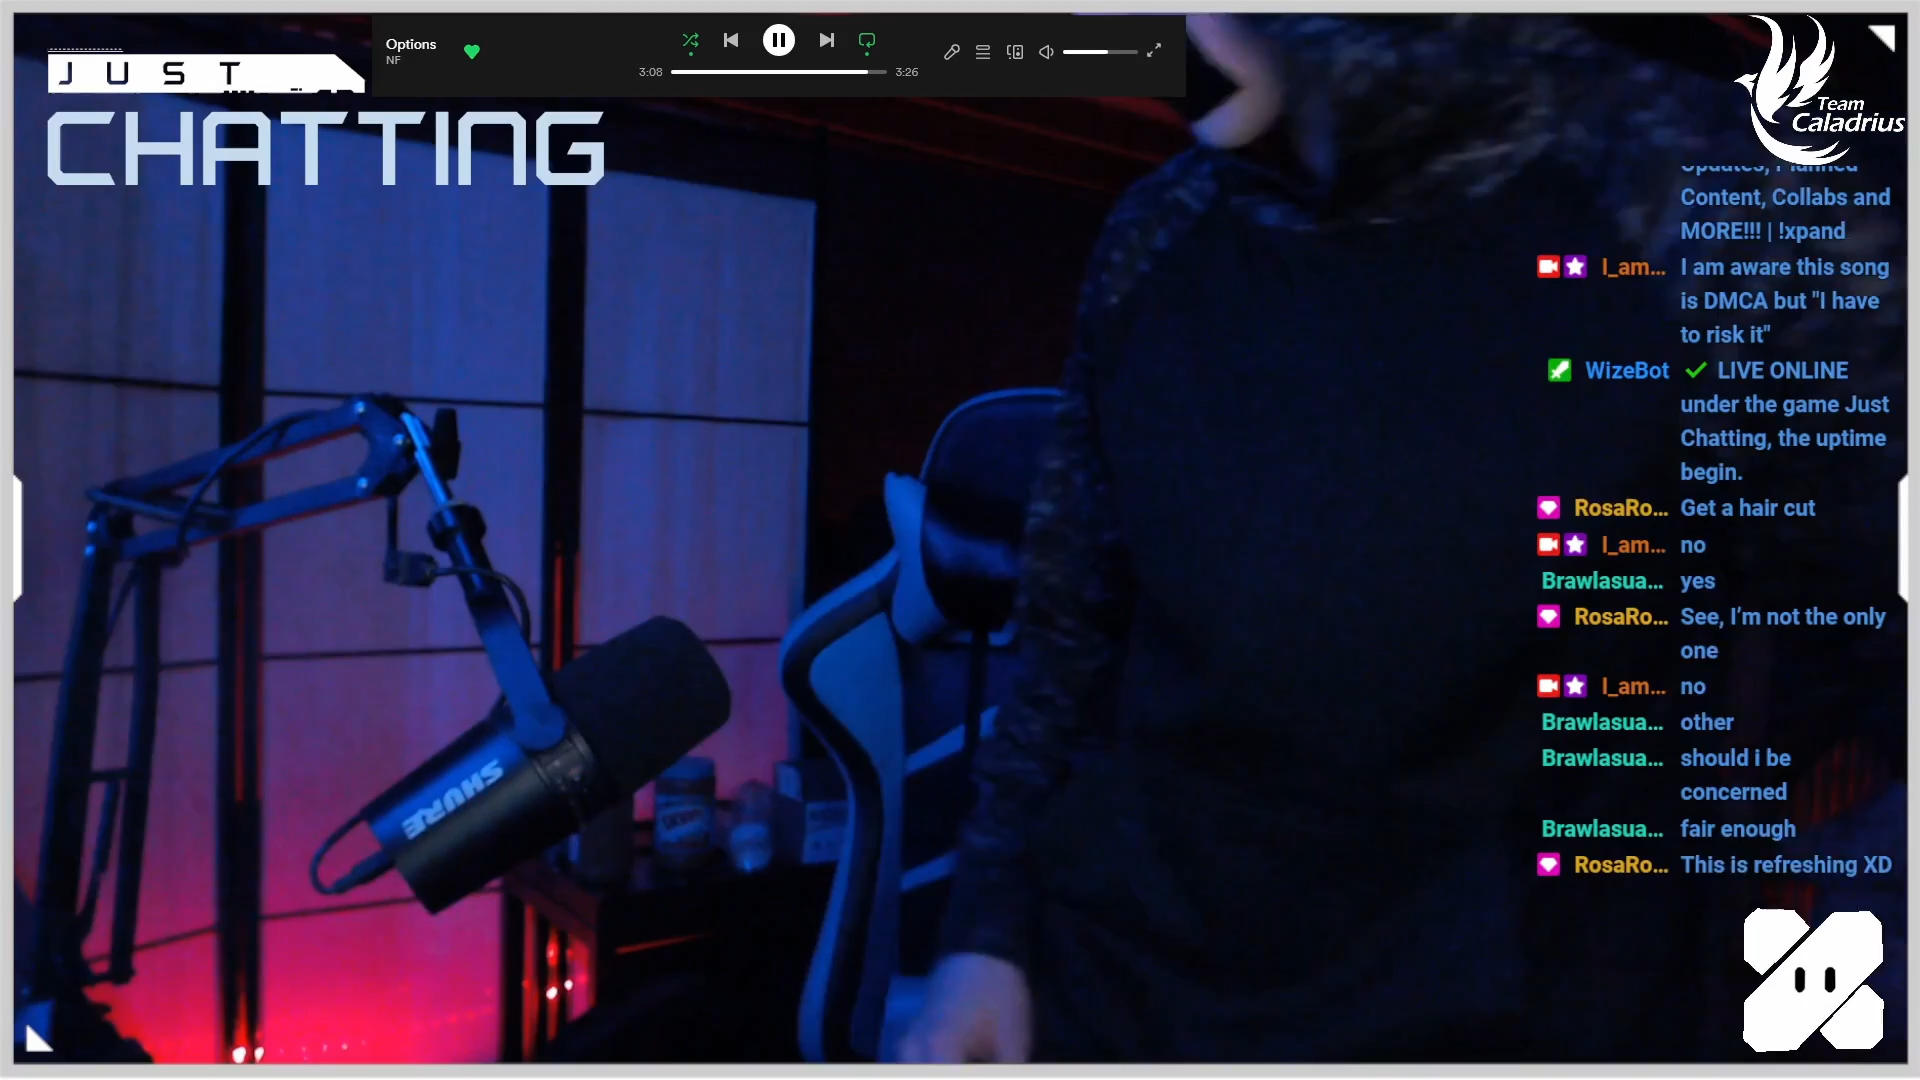 JUST
CHATTING
Options
NF
3:08
3:26
Team
Caladrius
Updates, Planned
Content, Collabs and
MORE!!! | !xpand
I_am... I am aware this song
is DMCA but "I have
to risk it"
WizeBot LIVE ONLINE
under the game Just
Chatting, the uptime
begin.
RosaRo... Get a hair cut
I_am... no
Brawlasua... yes
RosaRo... See, I’m not the only
one
I_am... no
Brawlasua... other
Brawlasua... should i be
concerned
Brawlasua... fair enough
RosaRo... This is refreshing XD
SHURE